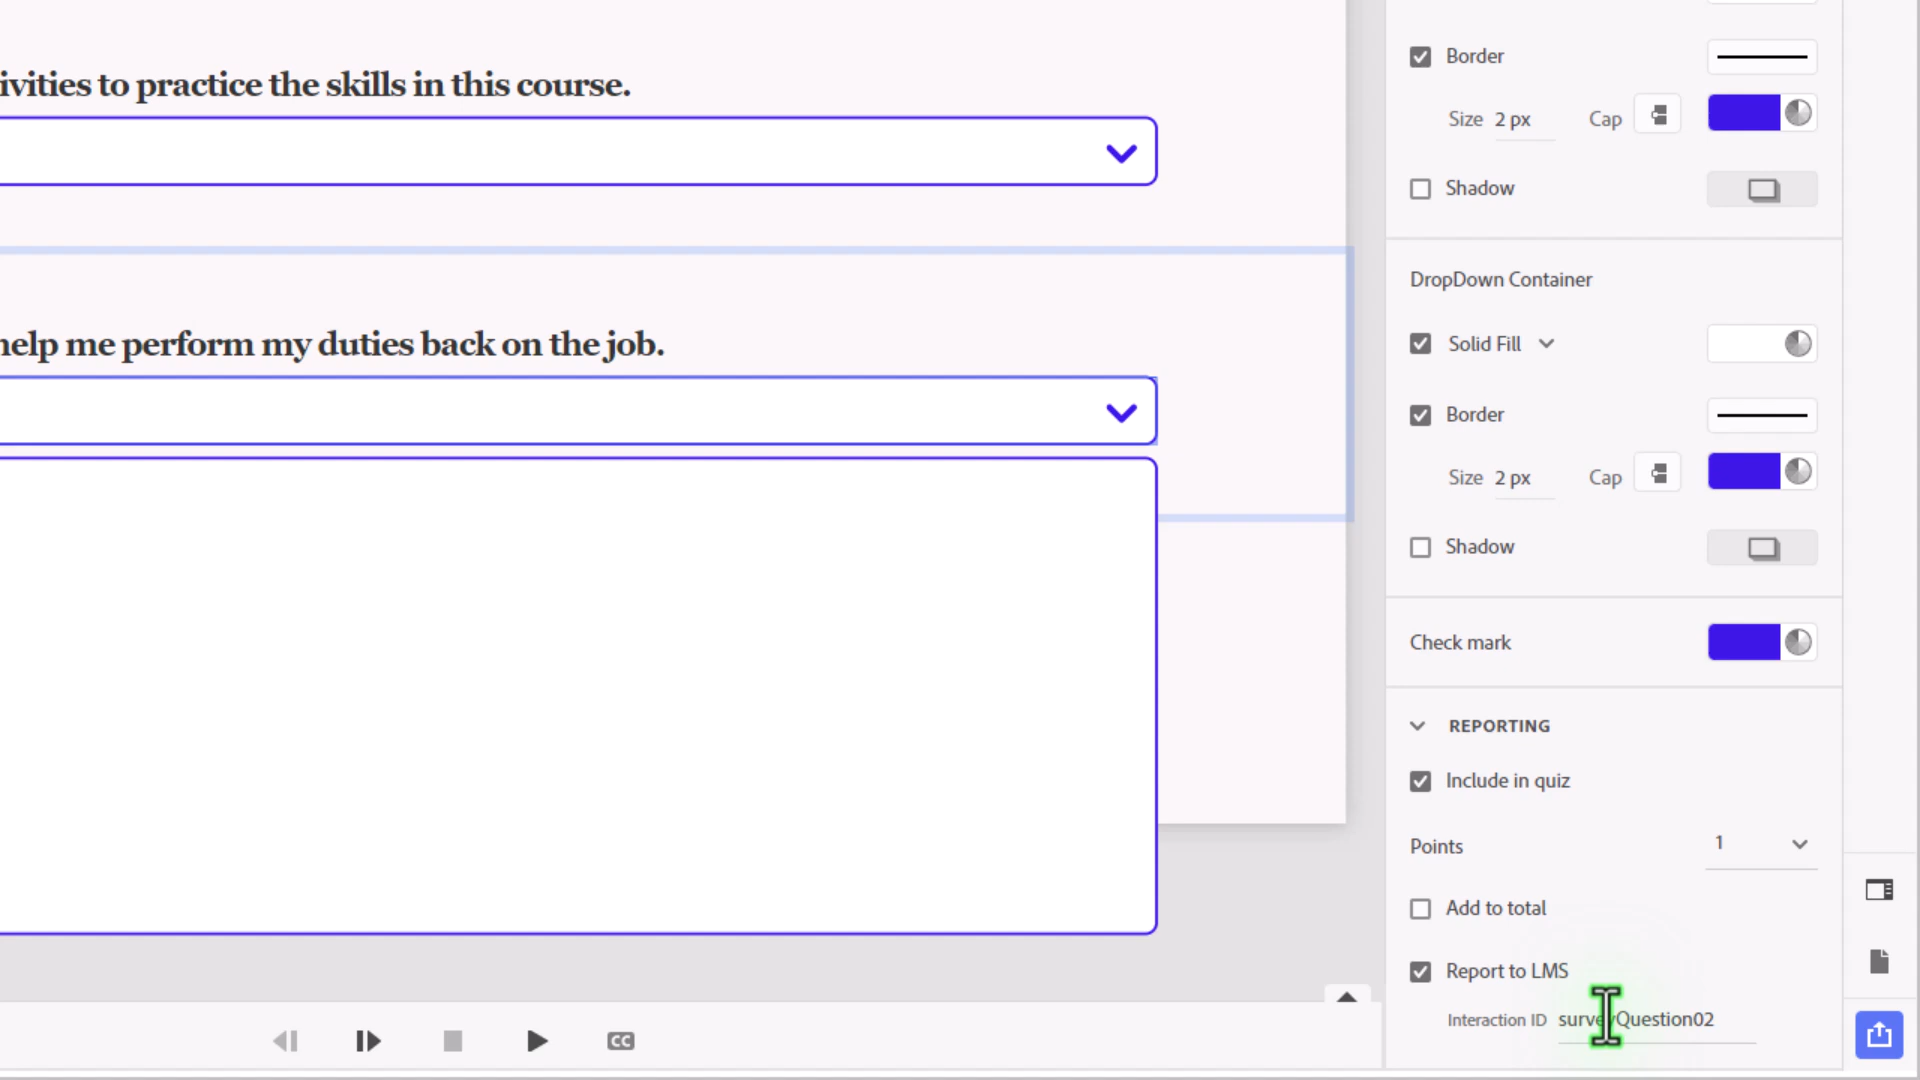 ivities to practice the skills in this course.
help me perform my duties back on the job.
Border
Size 2 px Cap
Shadow
DropDown Container
Solid Fill
Border
Size 2 px Cap
Shadow
Check mark
REPORTING
Include in quiz
Points 1
Add to total
Report to LMS
Interaction ID surveyQuestion02
CC